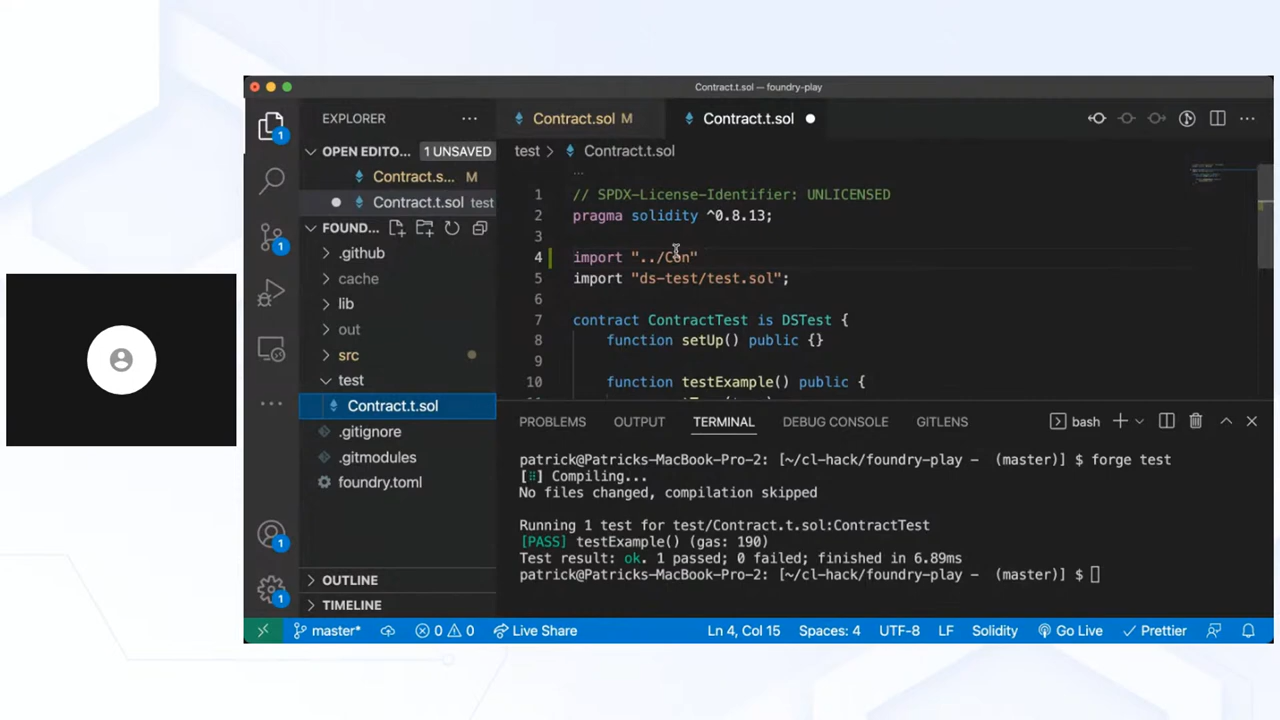 Contract.t.sol — foundry-play
EXPLORER
Contract.sol M
Contract.t.sol
OPEN EDITO... 1 UNSAVED
test > Contract.t.sol
Contract.s... M
Contract.t.sol test
FOUND...
.github
cache
lib
out
src
test
Contract.t.sol
.gitignore
.gitmodules
foundry.toml
OUTLINE
TIMELINE
1 // SPDX-License-Identifier: UNLICENSED
2 pragma solidity ^0.8.13;
3
4 import "../Con"
5 import "ds-test/test.sol";
6
7 contract ContractTest is DSTest {
8 function setUp() public {}
9
10 function testExample() public {
PROBLEMS OUTPUT TERMINAL DEBUG CONSOLE GITLENS bash
patrick@Patricks-MacBook-Pro-2: [~/cl-hack/foundry-play - (master)] $ forge test
[⠿] Compiling...
No files changed, compilation skipped
Running 1 test for test/Contract.t.sol:ContractTest
[PASS] testExample() (gas: 190)
Test result: ok. 1 passed; 0 failed; finished in 6.89ms
patrick@Patricks-MacBook-Pro-2: [~/cl-hack/foundry-play - (master)] $
1
1
1
1
master* 0 0 Live Share Ln 4, Col 15 Spaces: 4 UTF-8 LF Solidity Go Live Prettier